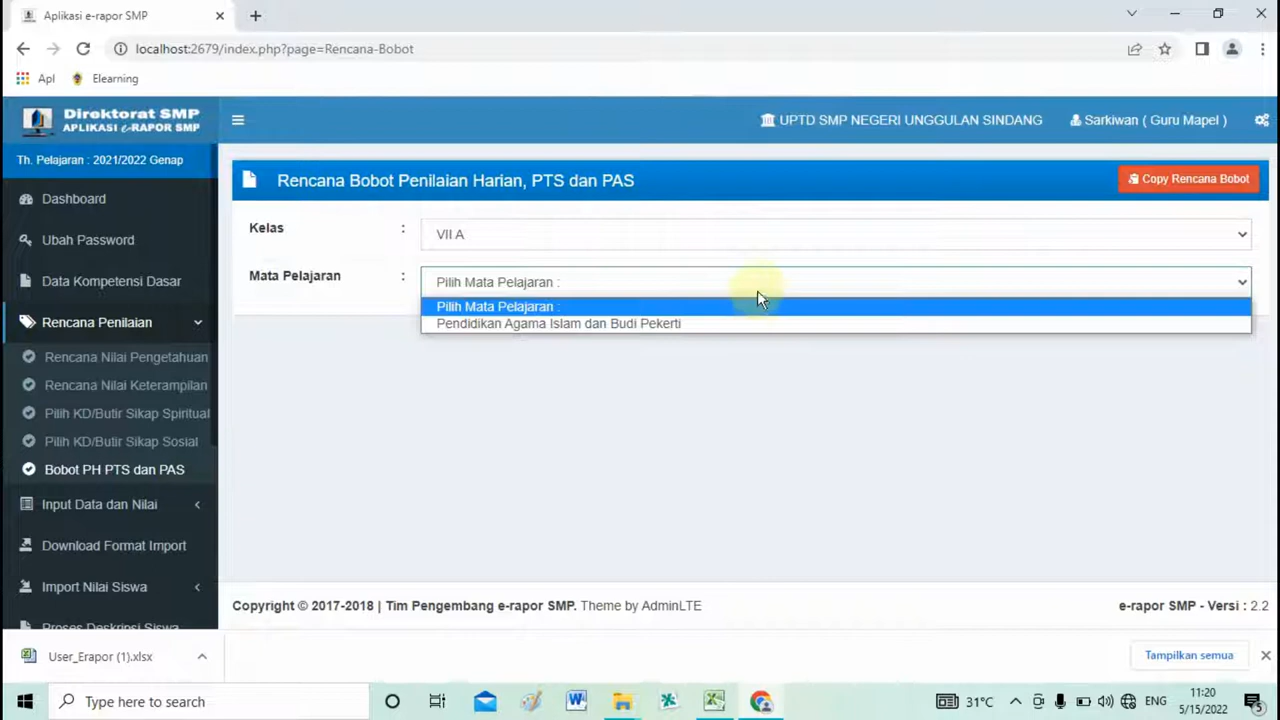 Aplikasi e-rapor SMP
localhost:2679/index.php?page=Rencana-Bobot
Apl
Elearning
Direktorat SMP
APLIKASI e-RAPOR SMP
UPTD SMP NEGERI UNGGULAN SINDANG
Sarkiwan ( Guru Mapel )
Th. Pelajaran : 2021/2022 Genap
Dashboard
Ubah Password
Data Kompetensi Dasar
Rencana Penilaian
Rencana Nilai Pengetahuan
Rencana Nilai Keterampilan
Pilih KD/Butir Sikap Spiritual
Pilih KD/Butir Sikap Sosial
Bobot PH PTS dan PAS
Input Data dan Nilai
Download Format Import
Import Nilai Siswa
Proses Deskripsi Siswa
Rencana Bobot Penilaian Harian, PTS dan PAS
Copy Rencana Bobot
Kelas :
VII A
Mata Pelajaran :
Pilih Mata Pelajaran :
Pilih Mata Pelajaran :
Pendidikan Agama Islam dan Budi Pekerti
Copyright © 2017-2018 | Tim Pengembang e-rapor SMP. Theme by AdminLTE
e-rapor SMP - Versi : 2.2
User_Erapor (1).xlsx
Tampilkan semua
Type here to search
31°C
ENG
11:20
5/15/2022
5